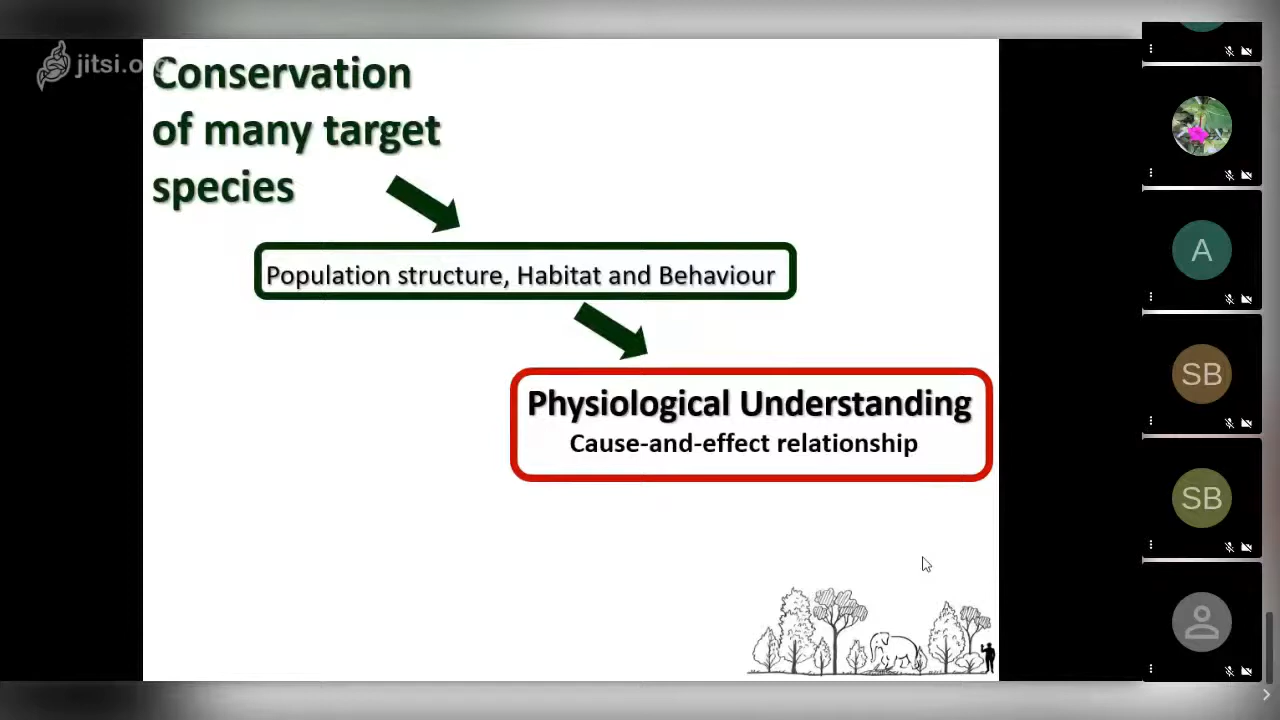 jitsi.org
Conservation
of many target
species
Population structure, Habitat and Behaviour
Physiological Understanding
Cause-and-effect relationship
A
SB
SB